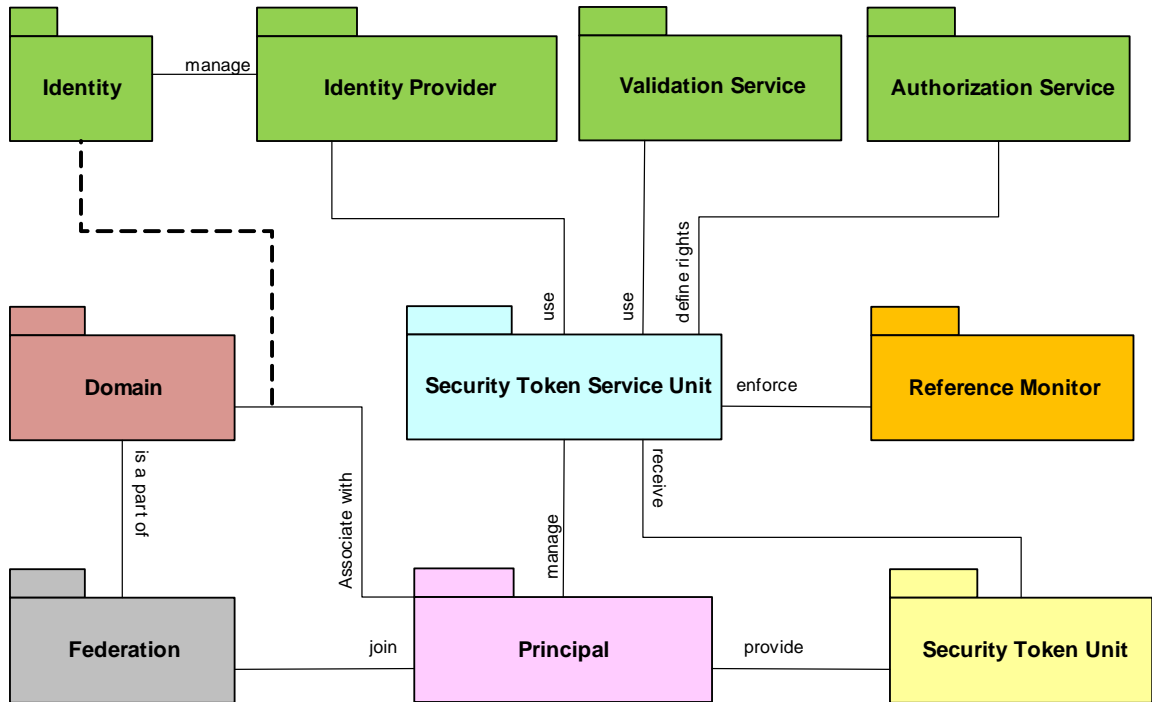 Identity
manage
Identity Provider
Validation Service
Authorization Service
use
use
define rights
Domain
Security Token Service Unit
enforce
Reference Monitor
is a part of
Associate with
manage
receive
Federation
join
Principal
provide
Security Token Unit